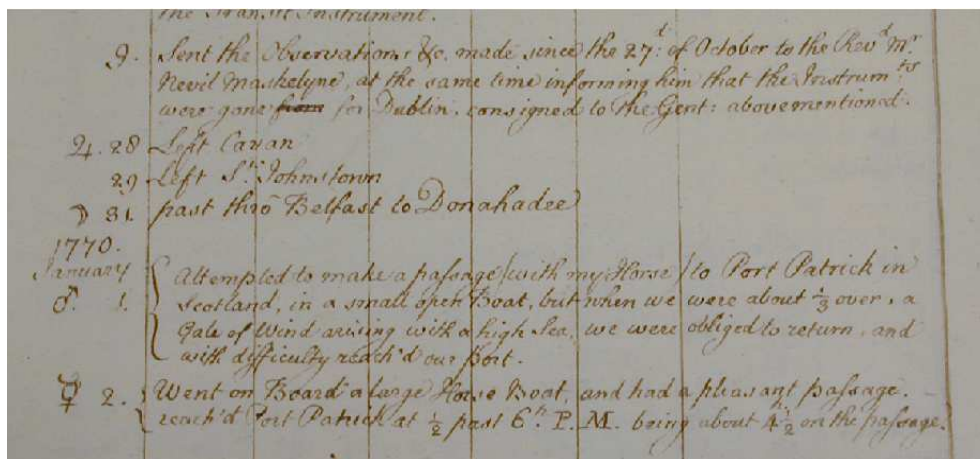 the Transit Instrument.
9. Sent the Observations &c. made since the 27d: of October to the Revd Mr.
Nevil Maskelyne, at the same time informing him that the Instrumts
were gone from for Dublin, consigned to the Gent: abovementioned.
♃. 28 Left Cavan
29 Left St. Johnstown
☽ 31. past thrō Belfast to Donahadee
1770.
January { Attempted to make a passage (with my Horse) to Port Patrick in
♂. 1. Scotland, in a small open Boat, but when we were about 1/3 over, a
Gale of Wind arising with a high Sea, we were obliged to return, and
with difficulty reach'd our Port.
☿ 2. { Went on Board a large Horse Boat, and had a pleasant passage.
reach'd Port Patrick at 1/2 past 6h. P.M. being about 4h 1/2 on the passage.